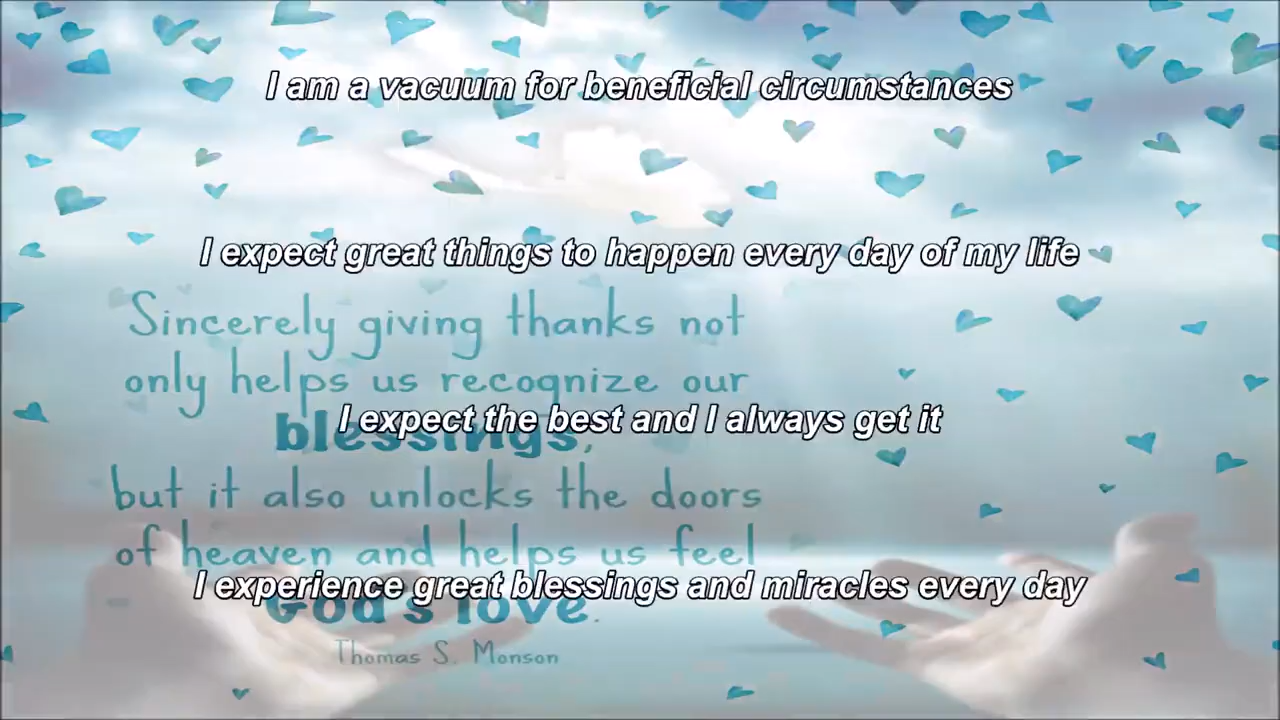 I am a vacuum for beneficial circumstances
I expect great things to happen every day of my life
Sincerely giving thanks not
only helps us recognize our
I expect the best and I always get it
blessings,
but it also unlocks the doors
of heaven and helps us feel
I experience great blessings and miracles every day
God's love.
Thomas S. Monson